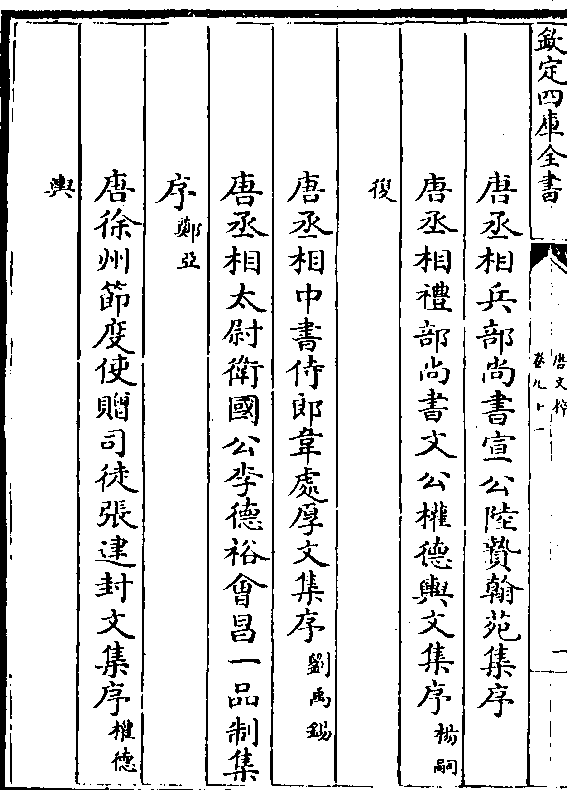 欽定四庫全書
唐文粹
卷九十一
一
唐丞相兵部尚書宣公陸贄翰苑集序
唐丞相禮部尚書文公權德輿文集序楊嗣
復
唐丞相中書侍郎韋處厚文集序劉禹錫
唐丞相太尉衛國公李德裕會昌一品制集
序鄭亞
唐徐州節度使贈司徒張建封文集序權德
輿